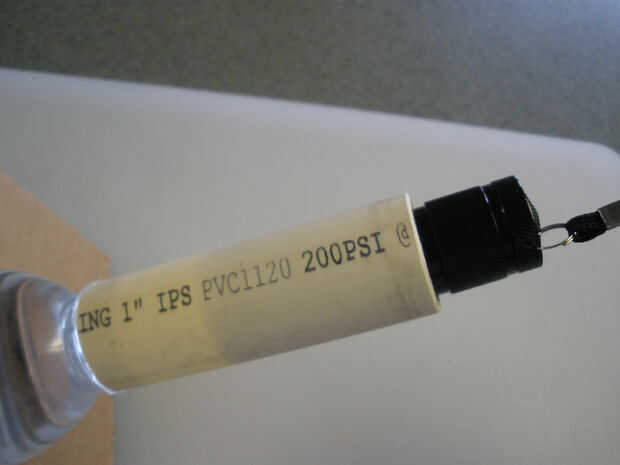 ING 1" IPS PVC1120 200PSI @